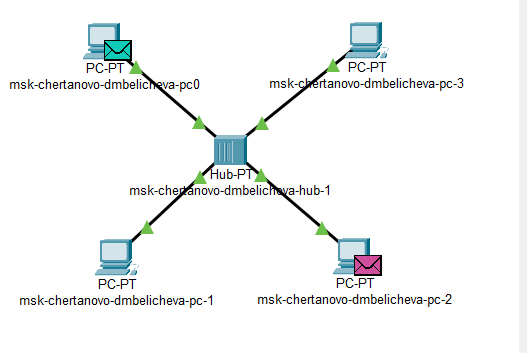 PC-PT
msk-chertanovo-dmbelicheva-pc0
PC-PT
msk-chertanovo-dmbelicheva-pc-3
Hub-PT
msk-chertanovo-dmbelicheva-hub-1
PC-PT
msk-chertanovo-dmbelicheva-pc-1
PC-PT
msk-chertanovo-dmbelicheva-pc-2